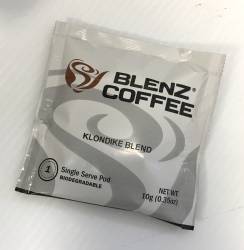 BLENZ®
COFFEE
KLONDIKE BLEND
1 Single Serve Pod
BIODEGRADABLE
NET WT
10g (0.35oz)